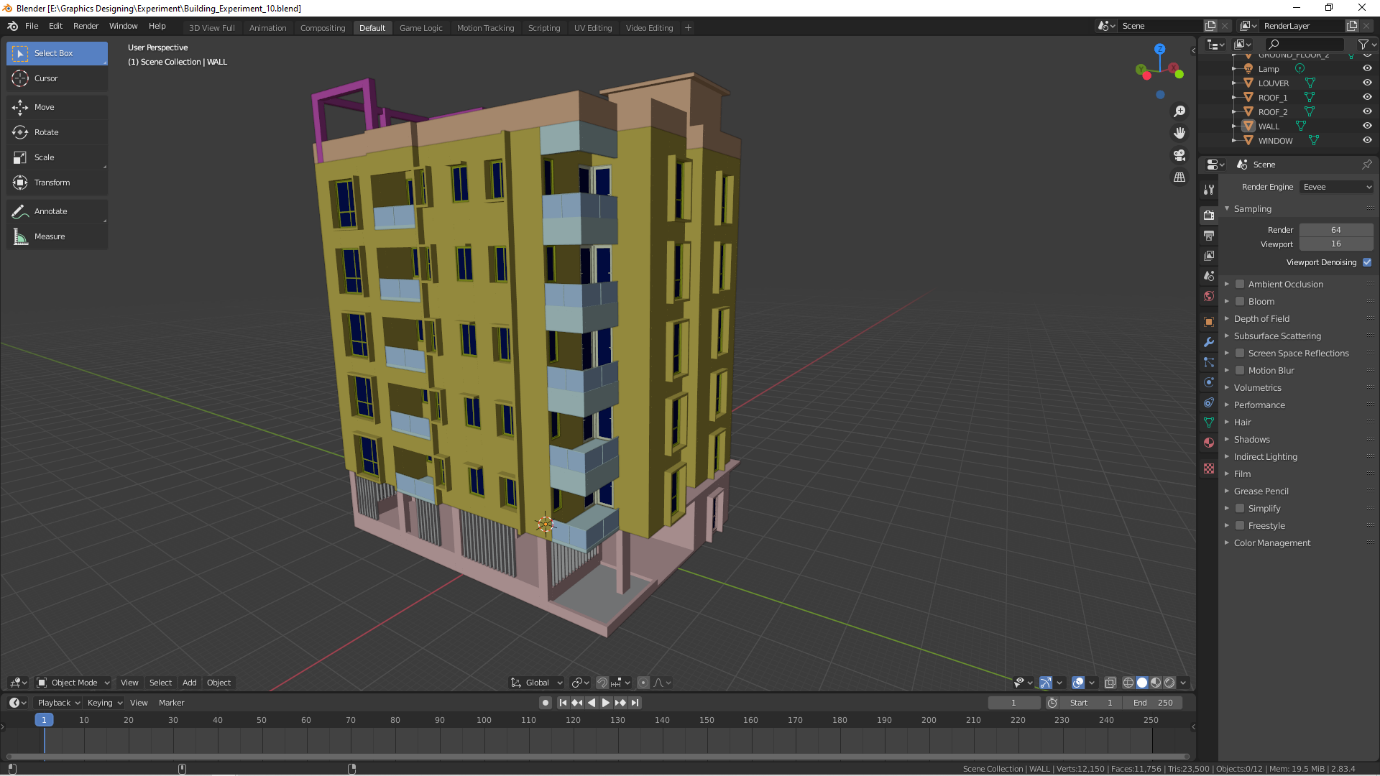 Blender [E:\Graphics Designing\Experiment\Building_Experiment_10.blend]
File Edit Render Window Help
3D View Full Animation Compositing Default Game Logic Motion Tracking Scripting UV Editing Video Editing +
Scene
RenderLayer
Select Box
Cursor
Move
Rotate
Scale
Transform
Annotate
Measure
User Perspective
(1) Scene Collection | WALL
Z
Y
X
GROUND_FLOOR_2
Lamp
LOUVER
ROOF_1
ROOF_2
WALL
WINDOW
Scene
Render Engine Eevee
Sampling
Render 64
Viewport 16
Viewport Denoising
Ambient Occlusion
Bloom
Depth of Field
Subsurface Scattering
Screen Space Reflections
Motion Blur
Volumetrics
Performance
Hair
Shadows
Indirect Lighting
Film
Grease Pencil
Simplify
Freestyle
Color Management
Object Mode View Select Add Object
Global
Playback Keying View Marker
1 Start 1 End 250
1 10 20 30 40 50 60 70 80 90 100 110 120 130 140 150 160 170 180 190 200 210 220 230 240 250
Scene Collection | WALL | Verts:12,150 | Faces:11,756 | Tris:23,500 | Objects:0/12 | Mem: 19.5 MiB | 2.83.4